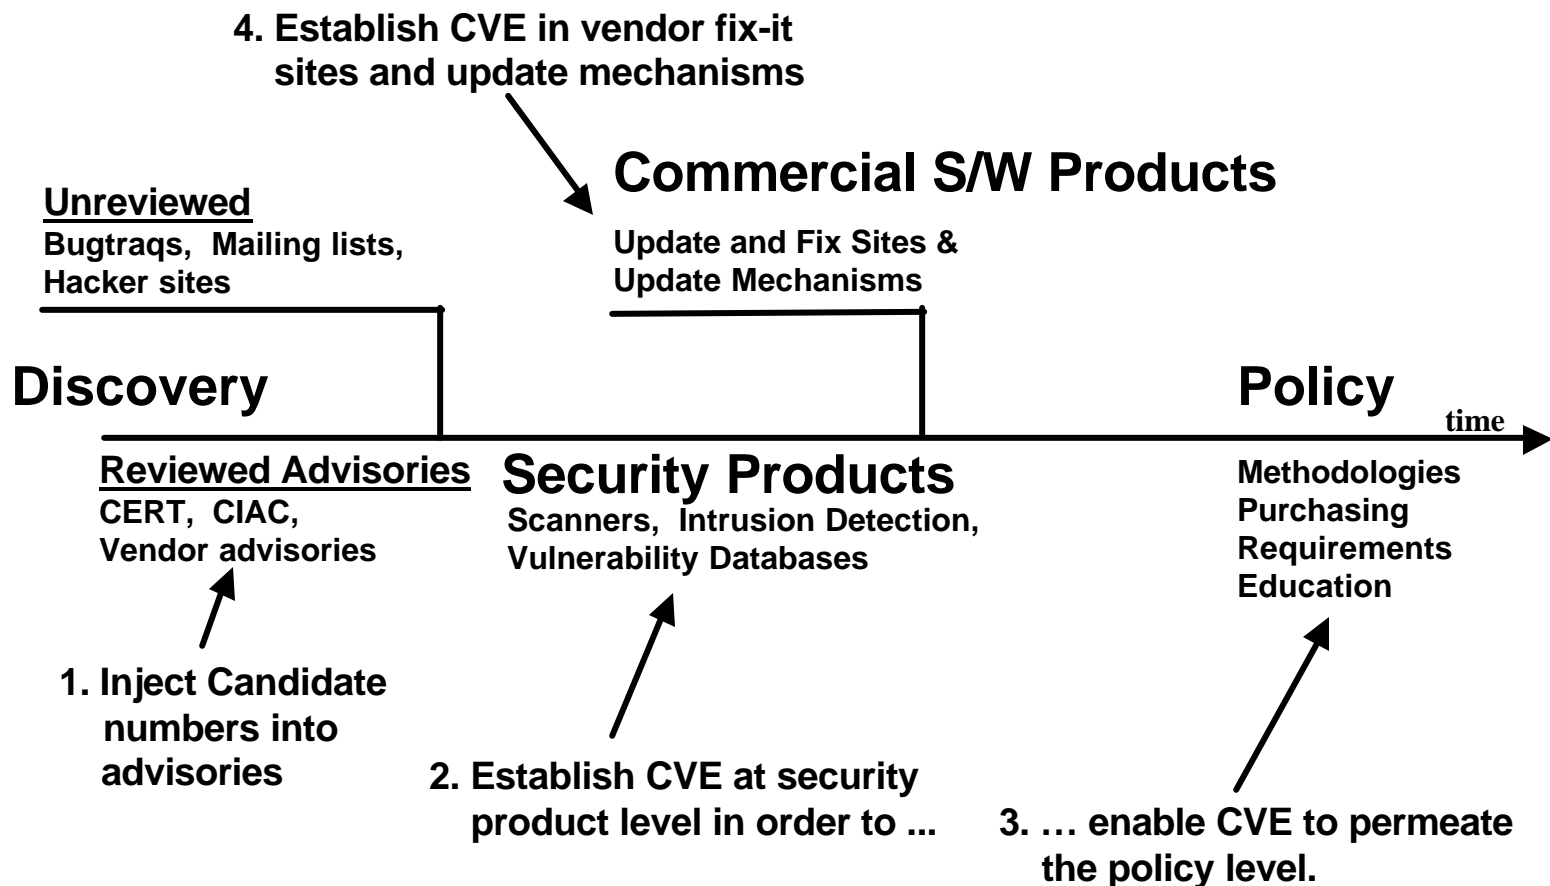 4. Establish CVE in vendor fix-it
sites and update mechanisms
Commercial S/W Products
Unreviewed
Bugtraqs, Mailing lists,
Hacker sites
Update and Fix Sites &
Update Mechanisms
Discovery
Policy
time
Reviewed Advisories
CERT, CIAC,
Vendor advisories
Security Products
Scanners, Intrusion Detection,
Vulnerability Databases
Methodologies
Purchasing
Requirements
Education
1. Inject Candidate
numbers into
advisories
2. Establish CVE at security
product level in order to ...
3. … enable CVE to permeate
the policy level.